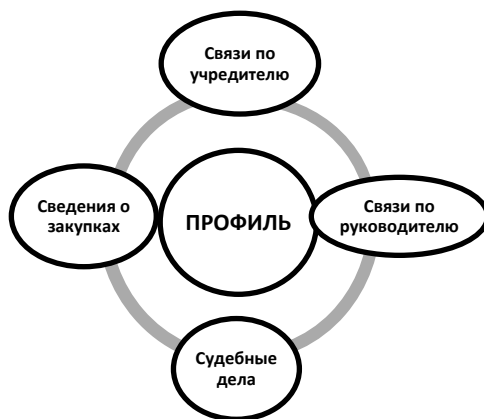 Связи по
учредителю
Сведения о
закупках
ПРОФИЛЬ
Связи по
руководителю
Судебные
дела